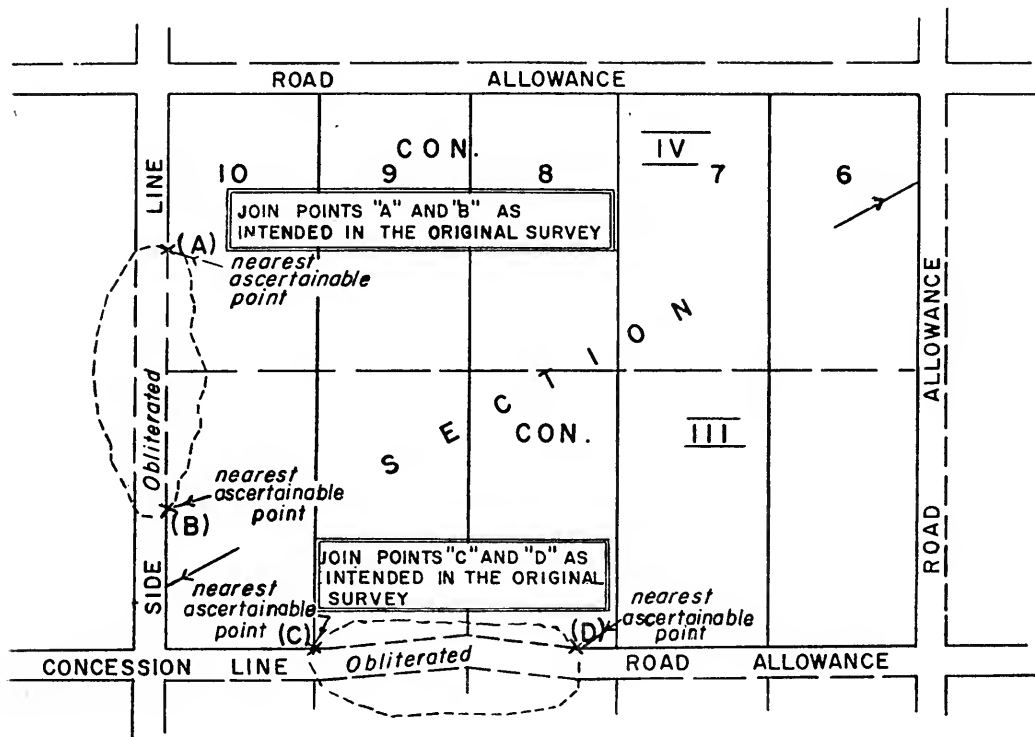 ROAD ALLOWANCE
CON.
IV
10 9 8 7 6
LINE
JOIN POINTS "A" AND "B" AS
INTENDED IN THE ORIGINAL SURVEY
(A)
nearest
ascertainable
point
ALLOWANCE
SECTION
Obliterated
CON.
III
nearest
ascertainable
point
(B)
ROAD
JOIN POINTS "C" AND "D" AS
INTENDED IN THE ORIGINAL
SURVEY
SIDE
nearest
ascertainable
point (C)
nearest
(D) ascertainable
point
Obliterated
CONCESSION LINE ROAD ALLOWANCE